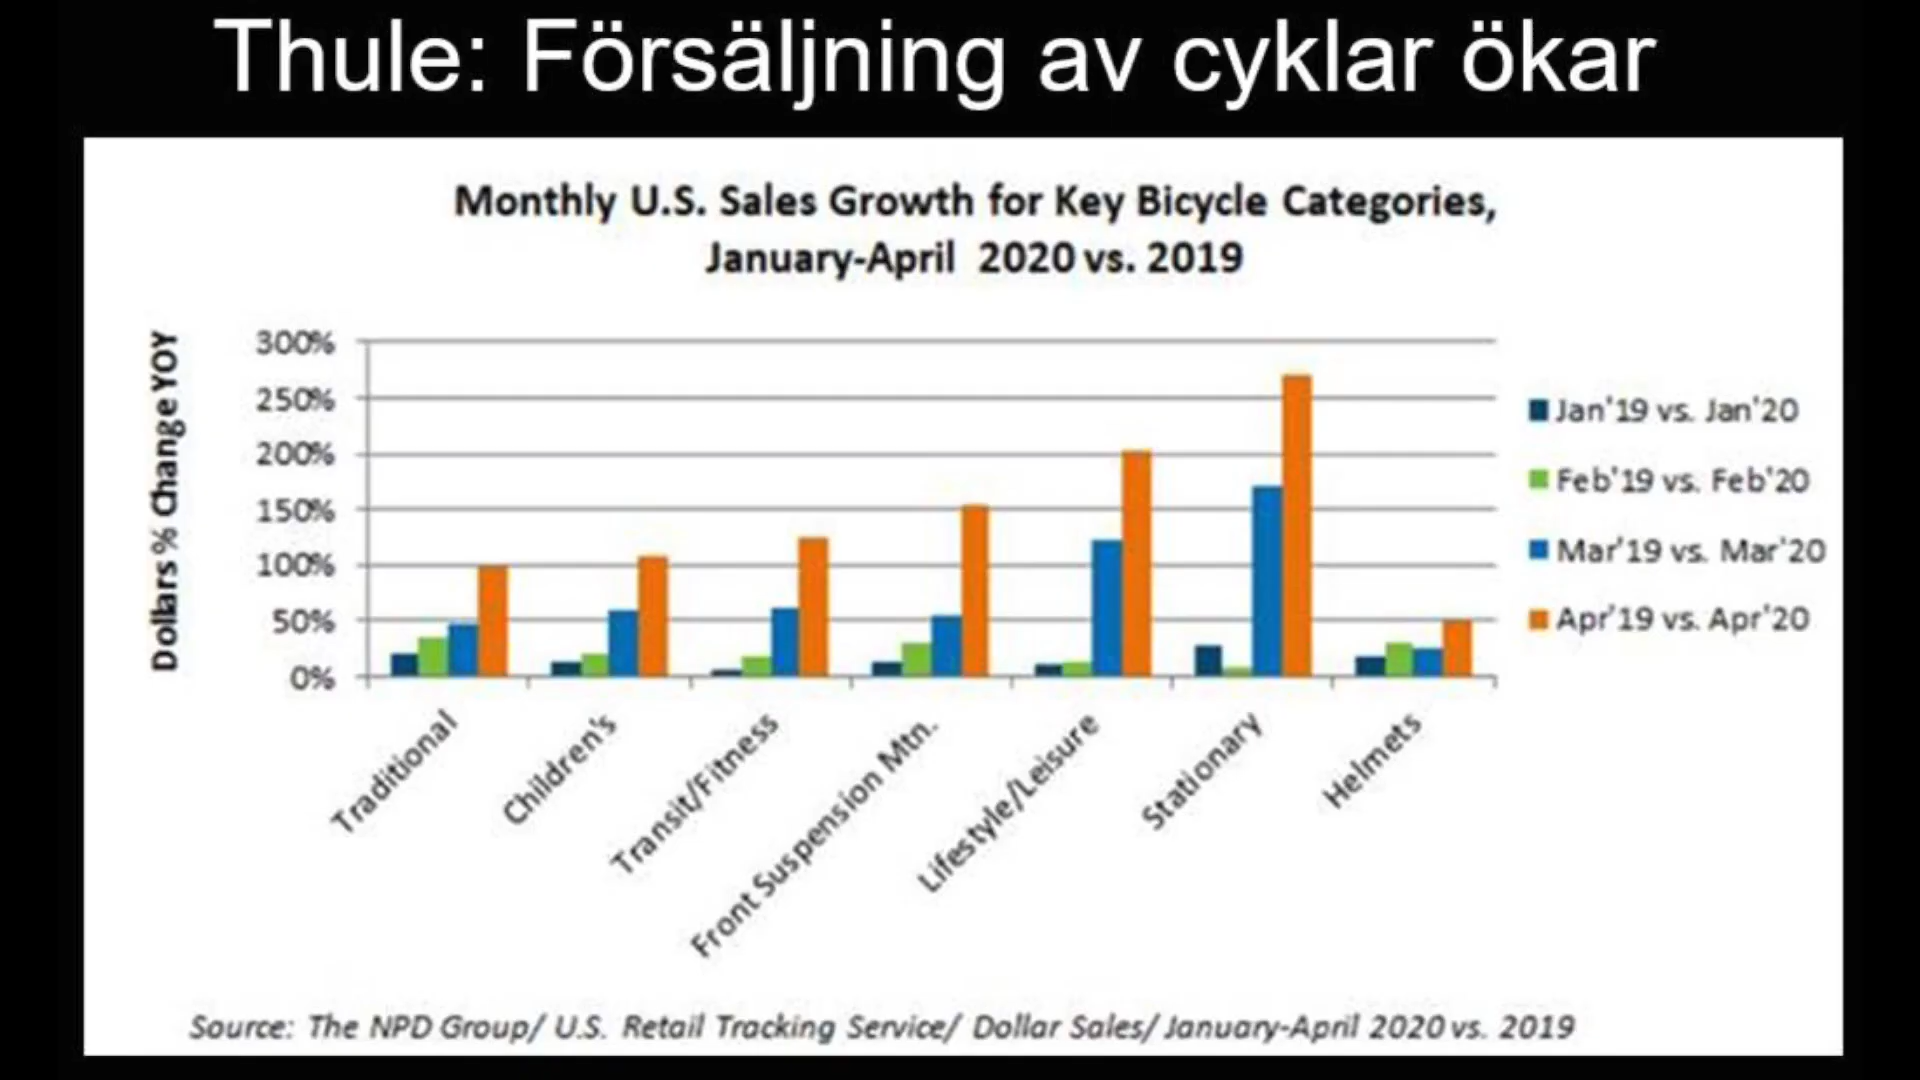 Thule: Försäljning av cyklar ökar
Monthly U.S. Sales Growth for Key Bicycle Categories,
January-April 2020 vs. 2019
Dollars % Change YOY
300%
250%
200%
150%
100%
50%
0%
Traditional
Children's
Transit/Fitness
Front Suspension Mtn.
Lifestyle/Leisure
Stationary
Helmets
Jan'19 vs. Jan'20
Feb'19 vs. Feb'20
Mar'19 vs. Mar'20
Apr'19 vs. Apr'20
Source: The NPD Group/ U.S. Retail Tracking Service/ Dollar Sales/ January-April 2020 vs. 2019